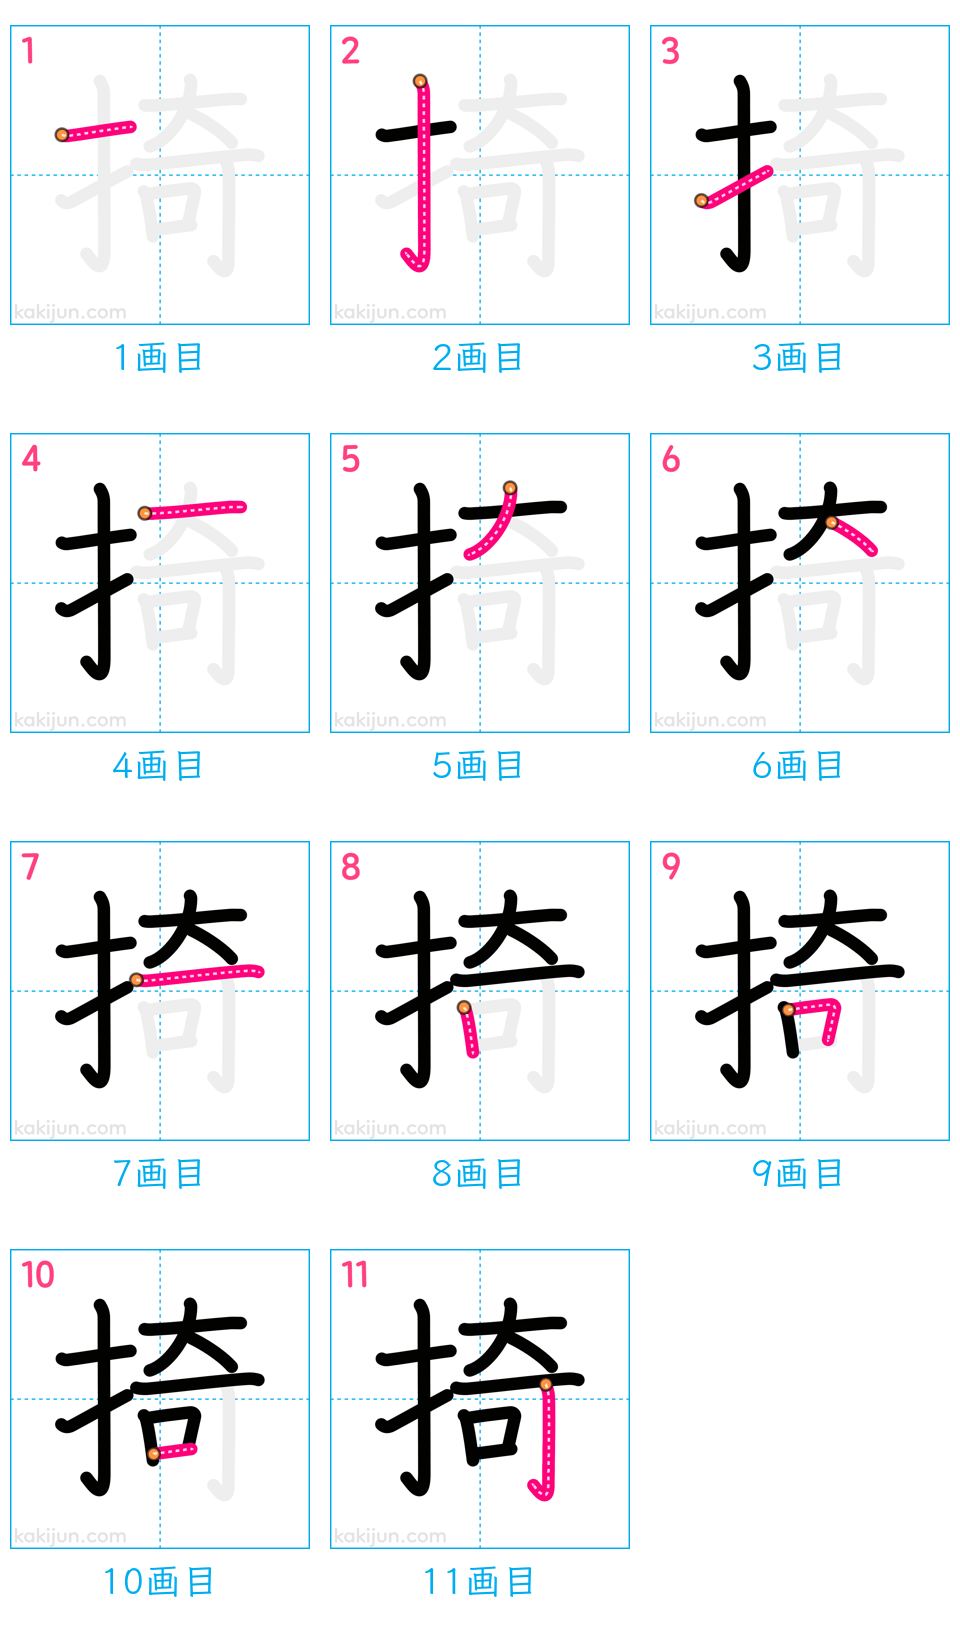 1 2 3
kakijun.com kakijun.com kakijun.com
1画目 2画目 3画目
4 5 6
kakijun.com kakijun.com kakijun.com
4画目 5画目 6画目
7 8 9
kakijun.com kakijun.com kakijun.com
7画目 8画目 9画目
10 11
掎 掎
kakijun.com kakijun.com
10画目 11画目